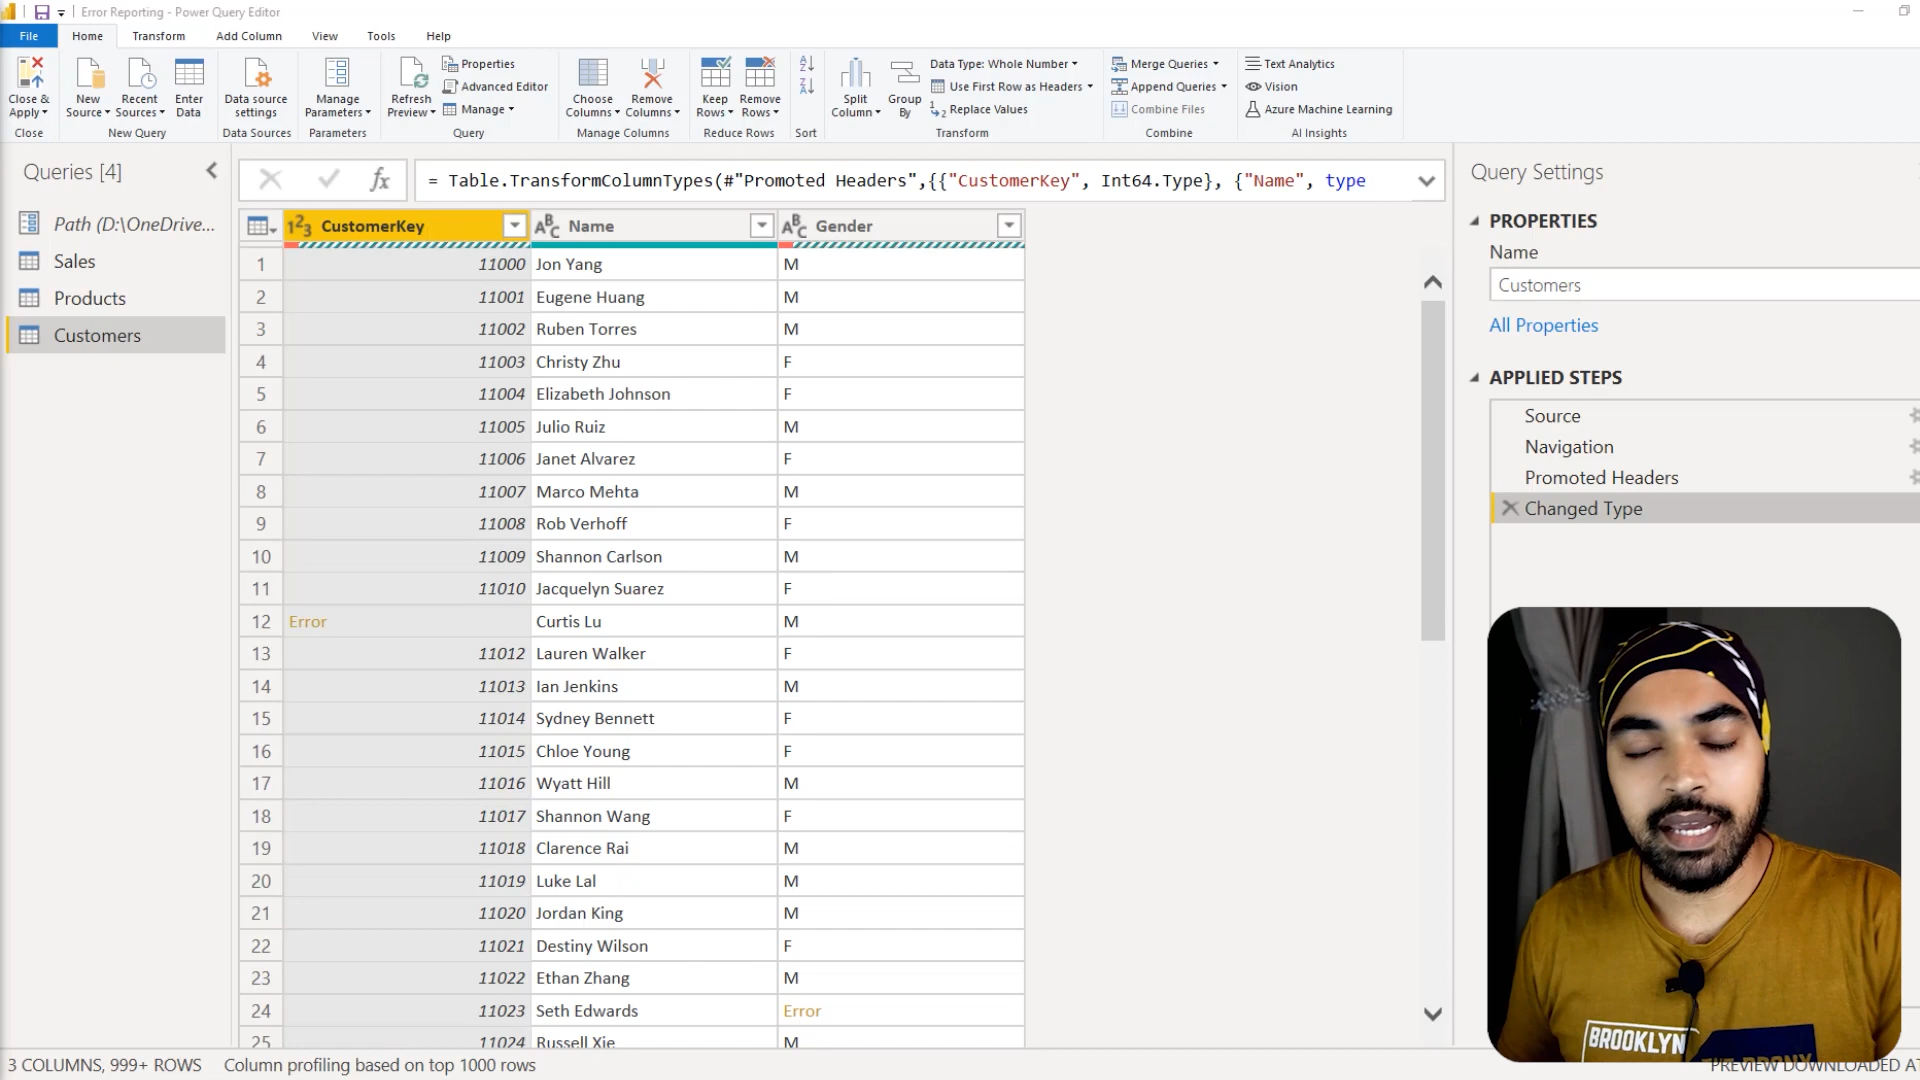 Error Reporting - Power Query Editor
File Home Transform Add Column View Tools Help
Close & Apply
Close
New Source
Recent Sources
Enter Data
New Query
Data source settings
Data Sources
Manage Parameters
Parameters
Refresh Preview
Properties
Advanced Editor
Manage
Query
Choose Columns
Remove Columns
Manage Columns
Keep Rows
Remove Rows
Reduce Rows
Sort
Split Column
Group By
Data Type: Whole Number
Use First Row as Headers
Replace Values
Transform
Merge Queries
Append Queries
Combine Files
Combine
Text Analytics
Vision
Azure Machine Learning
AI Insights
Queries [4]
Path (D:\OneDrive...
Sales
Products
Customers
fx = Table.TransformColumnTypes(#"Promoted Headers",{{"CustomerKey", Int64.Type}, {"Name", type
CustomerKey Name Gender
1 11000 Jon Yang M
2 11001 Eugene Huang M
3 11002 Ruben Torres M
4 11003 Christy Zhu F
5 11004 Elizabeth Johnson F
6 11005 Julio Ruiz M
7 11006 Janet Alvarez F
8 11007 Marco Mehta M
9 11008 Rob Verhoff F
10 11009 Shannon Carlson M
11 11010 Jacquelyn Suarez F
12 Error Curtis Lu M
13 11012 Lauren Walker F
14 11013 Ian Jenkins M
15 11014 Sydney Bennett F
16 11015 Chloe Young F
17 11016 Wyatt Hill M
18 11017 Shannon Wang F
19 11018 Clarence Rai M
20 11019 Luke Lal M
21 11020 Jordan King M
22 11021 Destiny Wilson F
23 11022 Ethan Zhang M
24 11023 Seth Edwards Error
25 11024 Russell Xie M
Query Settings
PROPERTIES
Name
Customers
All Properties
APPLIED STEPS
Source
Navigation
Promoted Headers
Changed Type
BROOKLYN
THE BRONX
3 COLUMNS, 999+ ROWS Column profiling based on top 1000 rows
PREVIEW DOWNLOADED AT